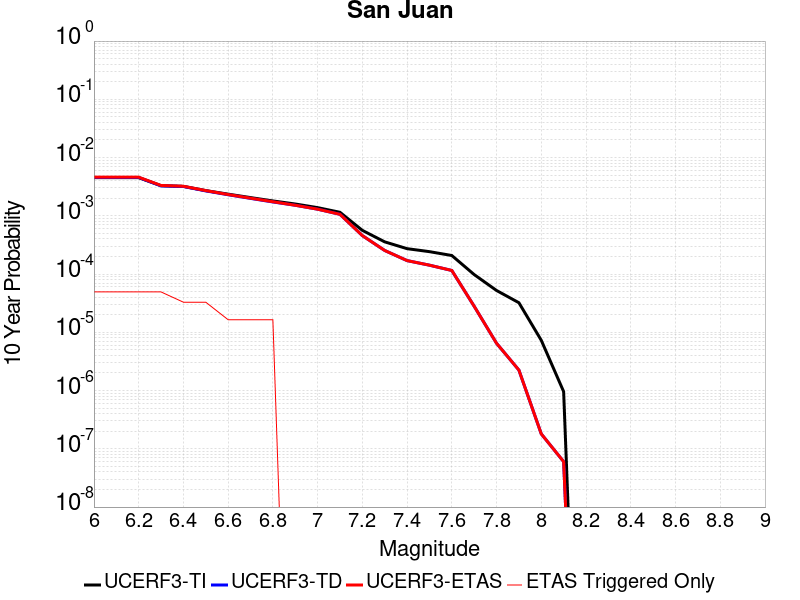 San Juan
10^0
10^-1
10^-2
10^-3
10^-4
10^-5
10^-6
10^-7
10^-8
10 Year Probability
6 6.2 6.4 6.6 6.8 7 7.2 7.4 7.6 7.8 8 8.2 8.4 8.6 8.8 9
Magnitude
UCERF3-TI UCERF3-TD UCERF3-ETAS ETAS Triggered Only